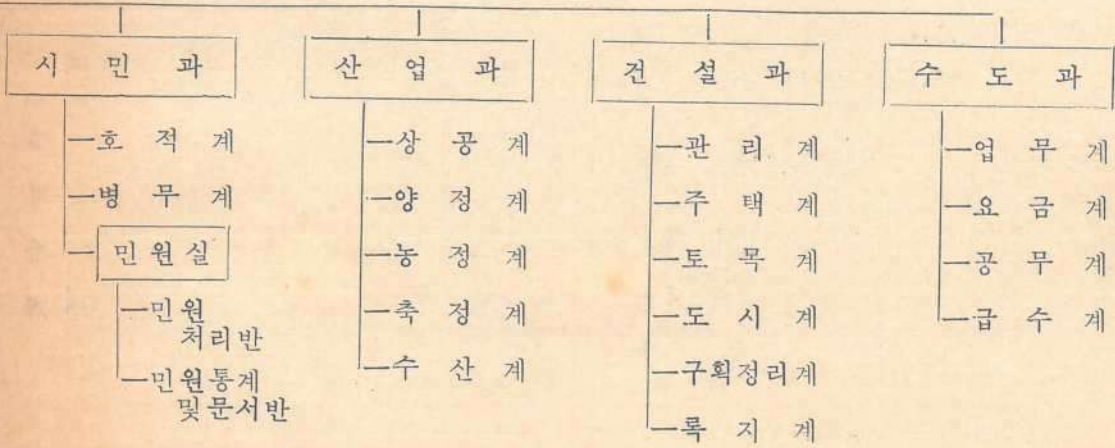 시 민 과
호 적 계
병 무 계
민 원 실
민 원
처 리 반
민 원 통 계
및 문 서 반
산 업 과
상 공 계
양 정 계
농 정 계
축 정 계
수 산 계
건 설 과
관 리 계
주 택 계
토 목 계
도 시 계
구획정리계
록 지 계
수 도 과
업 무 계
요 금 계
공 무 계
급 수 계